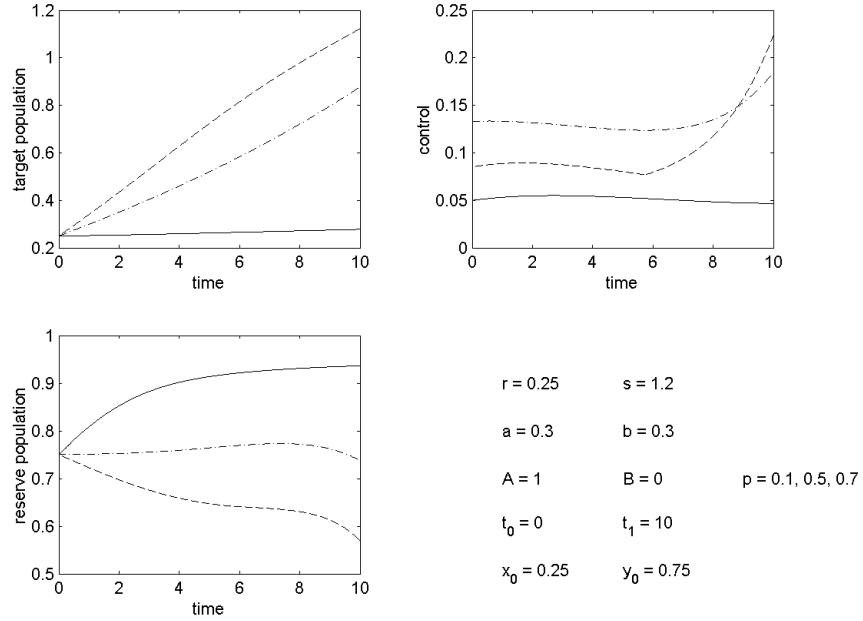 1.2
1
0.8
0.6
0.4
0.2
0 2 4 6 8 10
target population
time
0.25
0.2
0.15
0.1
0.05
0
0 2 4 6 8 10
control
time
1
0.9
0.8
0.7
0.6
0.5
0 2 4 6 8 10
reserve population
time
r = 0.25 s = 1.2
a = 0.3 b = 0.3
A = 1 B = 0 p = 0.1, 0.5, 0.7
t₀ = 0 t₁ = 10
x₀ = 0.25 y₀ = 0.75